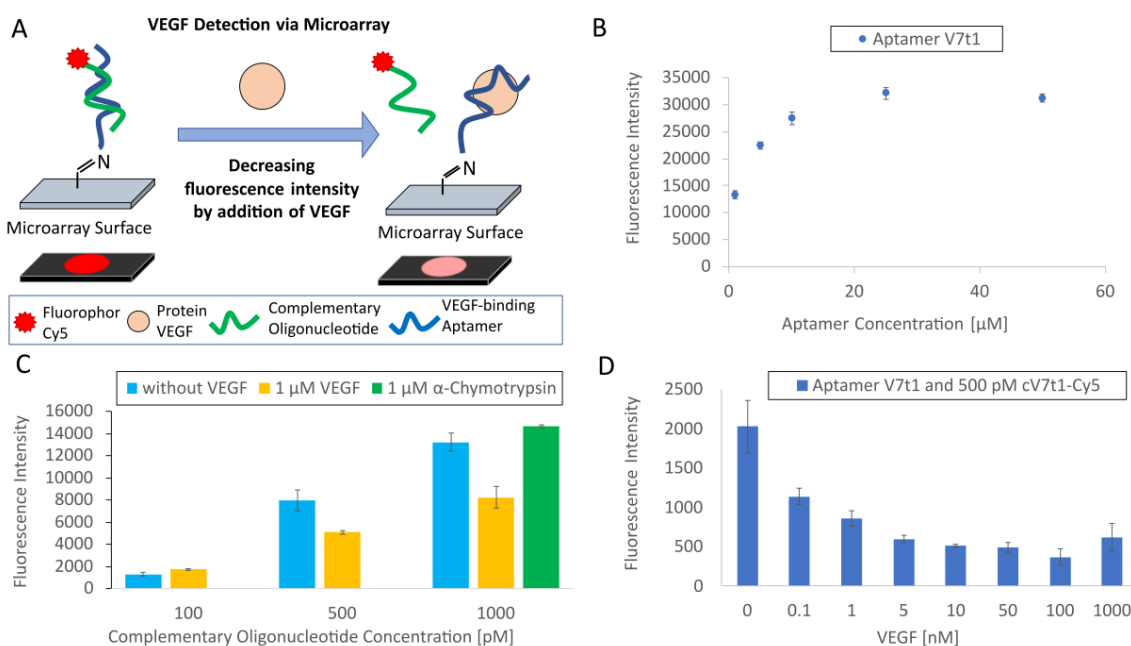 A
VEGF Detection via Microarray
N
N
Decreasing
fluorescence intensity
by addition of VEGF
Microarray Surface
Microarray Surface
Fluorophor
Cy5
Protein
VEGF
Complementary
Oligonucleotide
VEGF-binding
Aptamer
B
Aptamer V7t1
Fluorescence Intensity
35000
30000
25000
20000
15000
10000
5000
0
0
20
40
60
Aptamer Concentration [µM]
C
without VEGF
1 µM VEGF
1 µM α-Chymotrypsin
Fluorescence Intensity
16000
14000
12000
10000
8000
6000
4000
2000
0
100
500
1000
Complementary Oligonucleotide Concentration [pM]
D
Aptamer V7t1 and 500 pM cV7t1-Cy5
Fluorescence Intensity
2500
2000
1500
1000
500
0
0
0.1
1
5
10
50
100
1000
VEGF [nM]